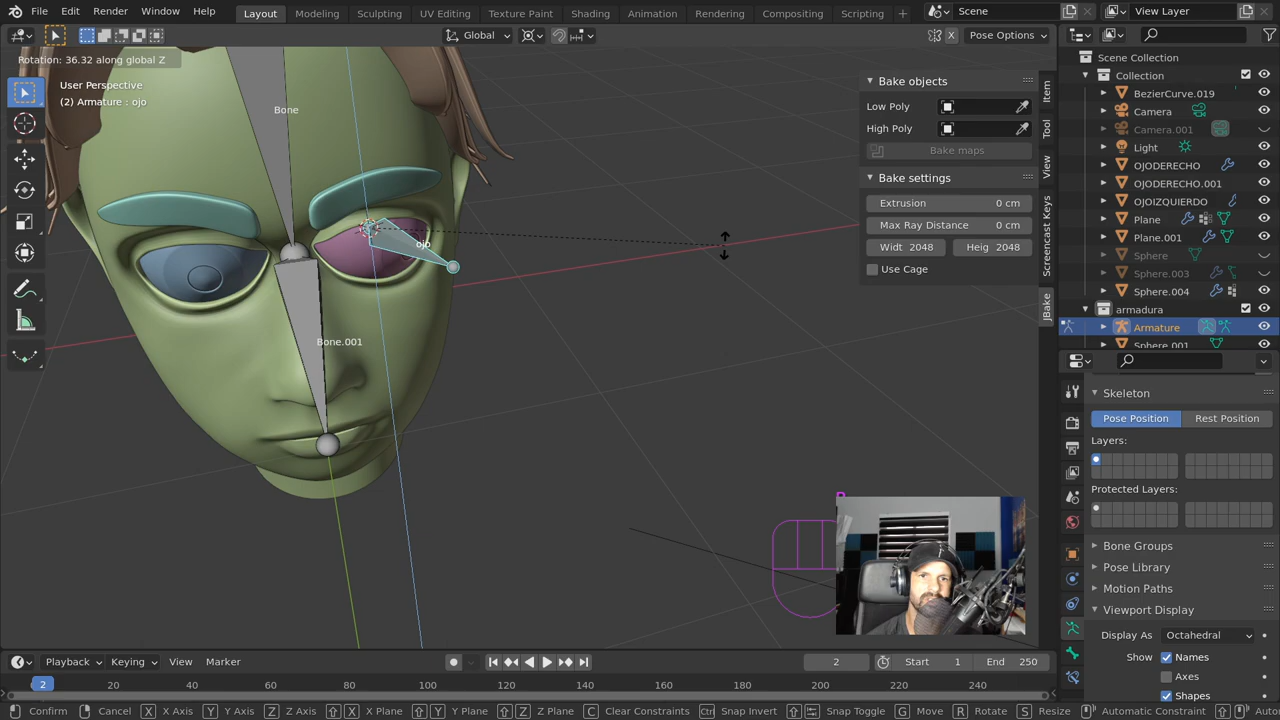 File Edit Render Window Help Layout Modeling Sculpting UV Editing Texture Paint Shading Animation Rendering Compositing Scripting + Scene View Layer
Global X Pose Options
Rotation: 36.32 along global Z
User Perspective
(2) Armature : ojo
Bone
ojo
Bone.001
Bake objects
Low Poly
High Poly
Bake maps
Bake settings
Extrusion 0 cm
Max Ray Distance 0 cm
Widt 2048 Heig 2048
Use Cage
Item
Tool
View
Screencast Keys
JBake
Scene Collection
Collection
BezierCurve.019
Camera
Camera.001
Light
OJODERECHO
OJODERECHO.001
OJOIZQUIERDO
Plane
Plane.001
Sphere
Sphere.003
Sphere.004
armadura
Armature
Sphere.001
Skeleton
Pose Position Rest Position
Layers:
Protected Layers:
Bone Groups
Pose Library
Motion Paths
Viewport Display
Display As Octahedral
Show Names
Axes
Shapes
Playback Keying View Marker 2 Start 1 End 250
2 20 40 60 80 100 120 140 160 180 200 220 240
Confirm Cancel X X Axis Y Y Axis Z Z Axis X X Plane Y Y Plane Z Z Plane C Clear Constraints Ctrl Snap Invert Snap Toggle G Move R Rotate S Resize Automatic Constraint